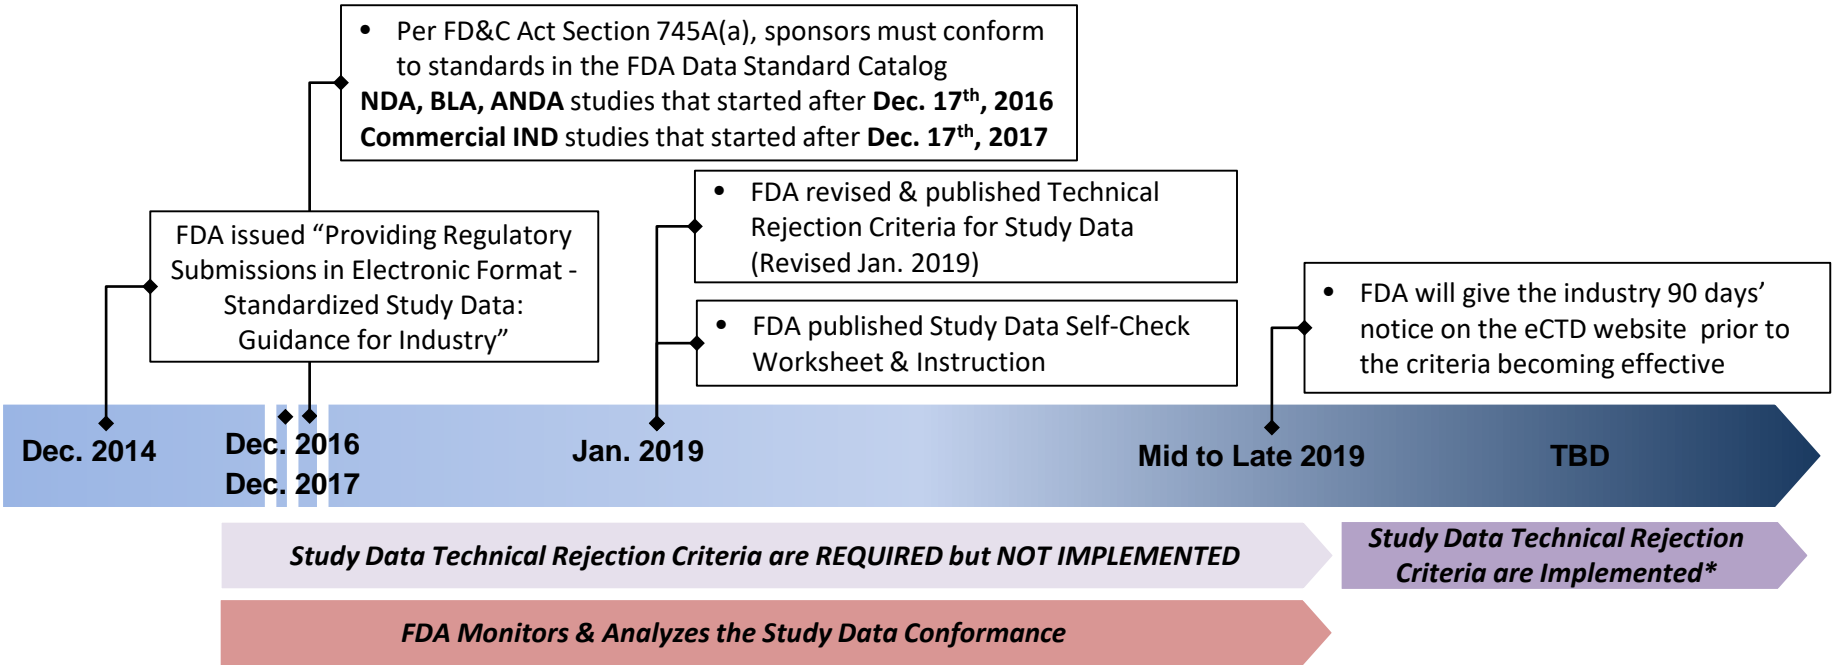 • Per FD&C Act Section 745A(a), sponsors must conform
to standards in the FDA Data Standard Catalog
NDA, BLA, ANDA studies that started after Dec. 17th, 2016
Commercial IND studies that started after Dec. 17th, 2017
FDA issued “Providing Regulatory
Submissions in Electronic Format -
Standardized Study Data:
Guidance for Industry”
• FDA revised & published Technical
Rejection Criteria for Study Data
(Revised Jan. 2019)
• FDA published Study Data Self-Check
Worksheet & Instruction
• FDA will give the industry 90 days’
notice on the eCTD website prior to
the criteria becoming effective
Dec. 2014
Dec. 2016
Dec. 2017
Jan. 2019
Mid to Late 2019
TBD
Study Data Technical Rejection Criteria are REQUIRED but NOT IMPLEMENTED
Study Data Technical Rejection
Criteria are Implemented*
FDA Monitors & Analyzes the Study Data Conformance